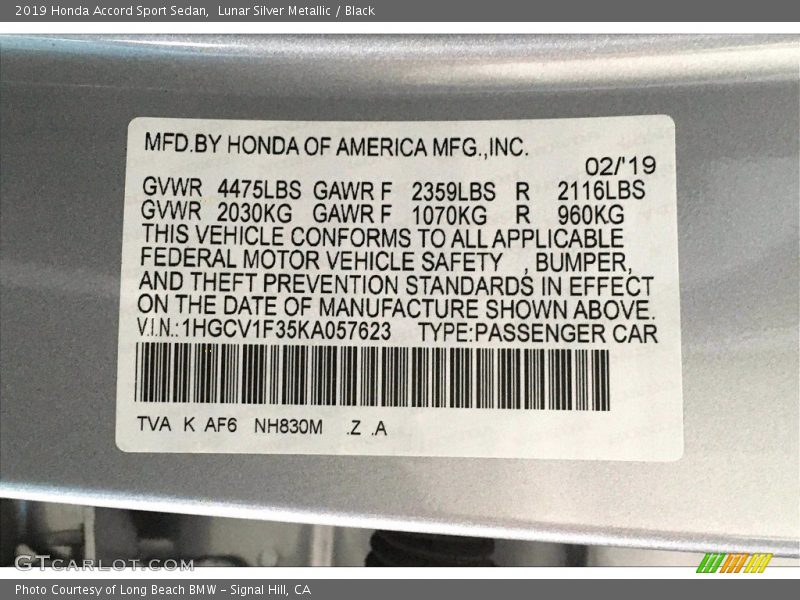 2019 Honda Accord Sport Sedan,  Lunar Silver Metallic / Black
MFD.BY HONDA OF AMERICA MFG.,INC.
02/'19
GVWR 4475LBS GAWR F 2359LBS R 2116LBS
GVWR 2030KG GAWR F 1070KG R 960KG
THIS VEHICLE CONFORMS TO ALL APPLICABLE
FEDERAL MOTOR VEHICLE SAFETY , BUMPER,
AND THEFT PREVENTION STANDARDS IN EFFECT
ON THE DATE OF MANUFACTURE SHOWN ABOVE.
V.I.N.:1HGCV1F35KA057623 TYPE:PASSENGER CAR
TVA K AF6 NH830M .Z .A
GTCARLOT.COM
Photo Courtesy of Long Beach BMW - Signal Hill, CA